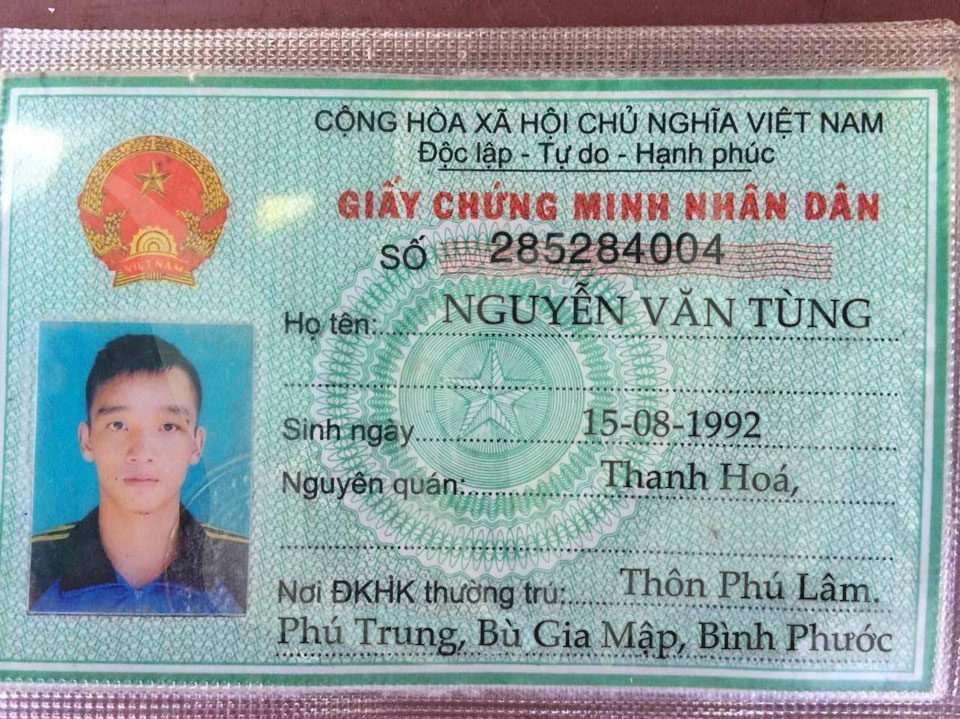 CỘNG HÒA XÃ HỘI CHỦ NGHĨA VIỆT NAM
Độc lập - Tự do - Hạnh phúc
GIẤY CHỨNG MINH NHÂN DÂN
SỐ 285284004
VIỆT NAM
Họ tên: NGUYỄN VĂN TÙNG
Sinh ngày 15-08-1992
Nguyên quán: Thanh Hoá,
Nơi ĐKHK thường trú: Thôn Phú Lâm.
Phú Trung, Bù Gia Mập, Bình Phước